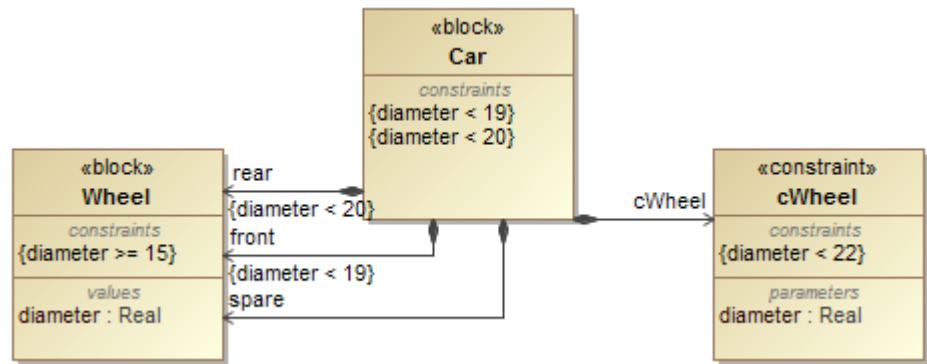 «block»
Car
constraints
{diameter < 19}
{diameter < 20}
«block»
Wheel
constraints
{diameter >= 15}
values
diameter : Real
rear
{diameter < 20}
front
{diameter < 19}
spare
cWheel
«constraint»
cWheel
constraints
{diameter < 22}
parameters
diameter : Real